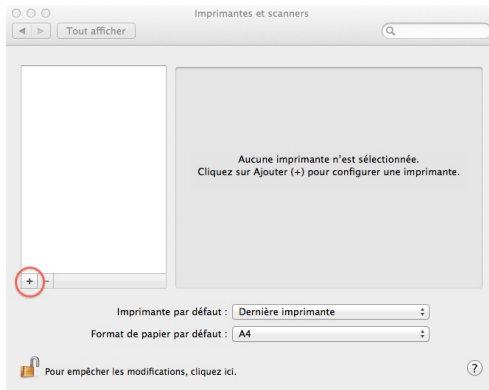 Imprimantes et scanners
Tout afficher
Aucune imprimante n'est sélectionnée.
Cliquez sur Ajouter (+) pour configurer une imprimante.
+ −
Imprimante par défaut : Dernière imprimante
Format de papier par défaut : A4
Pour empêcher les modifications, cliquez ici.
?